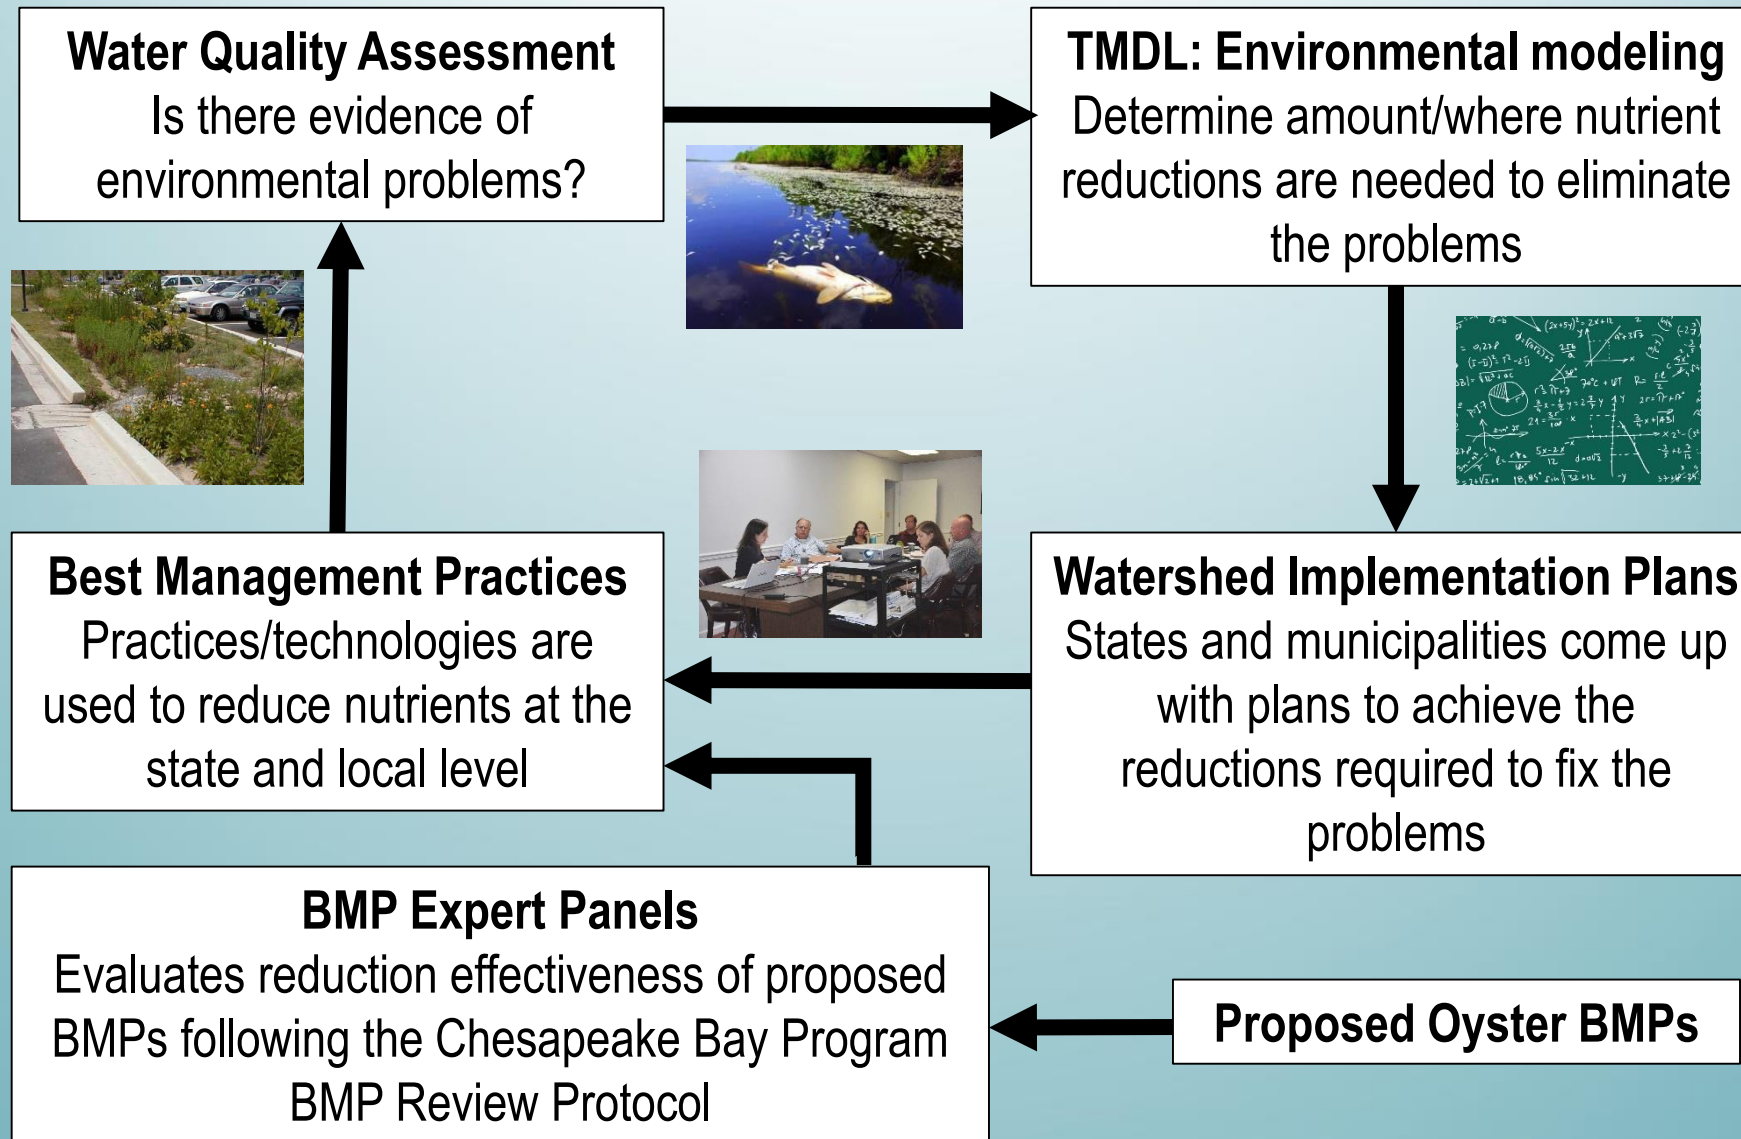 Water Quality Assessment
Is there evidence of
environmental problems?
TMDL: Environmental modeling
Determine amount/where nutrient
reductions are needed to eliminate
the problems
Best Management Practices
Practices/technologies are
used to reduce nutrients at the
state and local level
Watershed Implementation Plans
States and municipalities come up
with plans to achieve the
reductions required to fix the
problems
BMP Expert Panels
Evaluates reduction effectiveness of proposed
BMPs following the Chesapeake Bay Program
BMP Review Protocol
Proposed Oyster BMPs